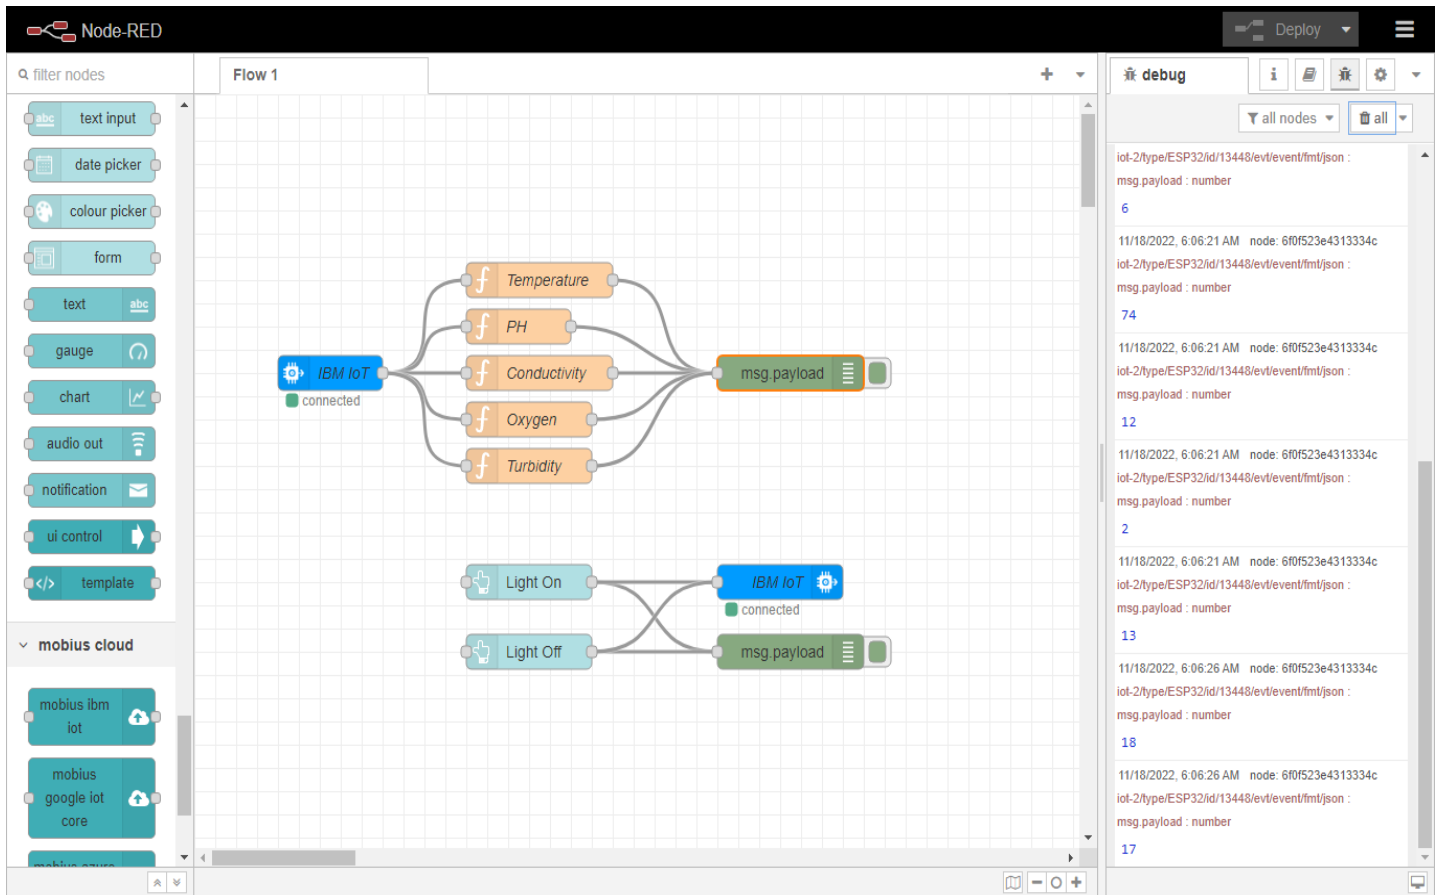 Node-RED
Deploy
filter nodes
Flow 1
debug
i
all nodes
all
abc text input
date picker
colour picker
form
text abc
gauge
chart
audio out
notification
ui control
</> template
mobius cloud
mobius ibm
iot
mobius
google iot
core
mobius azure
f Temperature
f PH
IBM IoT
connected
f Conductivity
f Oxygen
f Turbidity
msg.payload
Light On
IBM IoT
connected
Light Off
msg.payload
iot-2/type/ESP32/id/13448/evt/event/fmt/json :
msg.payload : number
6
11/18/2022, 6:06:21 AM node: 6f0f523e4313334c
iot-2/type/ESP32/id/13448/evt/event/fmt/json :
msg.payload : number
74
11/18/2022, 6:06:21 AM node: 6f0f523e4313334c
iot-2/type/ESP32/id/13448/evt/event/fmt/json :
msg.payload : number
12
11/18/2022, 6:06:21 AM node: 6f0f523e4313334c
iot-2/type/ESP32/id/13448/evt/event/fmt/json :
msg.payload : number
2
11/18/2022, 6:06:21 AM node: 6f0f523e4313334c
iot-2/type/ESP32/id/13448/evt/event/fmt/json :
msg.payload : number
13
11/18/2022, 6:06:26 AM node: 6f0f523e4313334c
iot-2/type/ESP32/id/13448/evt/event/fmt/json :
msg.payload : number
18
11/18/2022, 6:06:26 AM node: 6f0f523e4313334c
iot-2/type/ESP32/id/13448/evt/event/fmt/json :
msg.payload : number
17